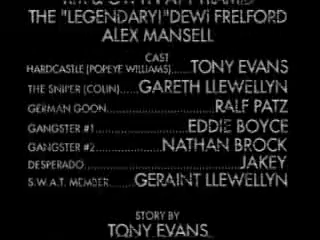 THE "LEGENDARY!"DEWI FRELFORD
ALEX MANSELL
CAST
HARDCASTLE (POPEYE WILLIAMS)......TONY EVANS
THE SNIPER (COLIN)......GARETH LLEWELLYN
GERMAN GOON......RALF PATZ
GANGSTER #1......EDDIE BOYCE
GANGSTER #2......NATHAN BROCK
DESPERADO......JAKEY
S.W.A.T. MEMBER......GERAINT LLEWELLYN
STORY BY
TONY EVANS